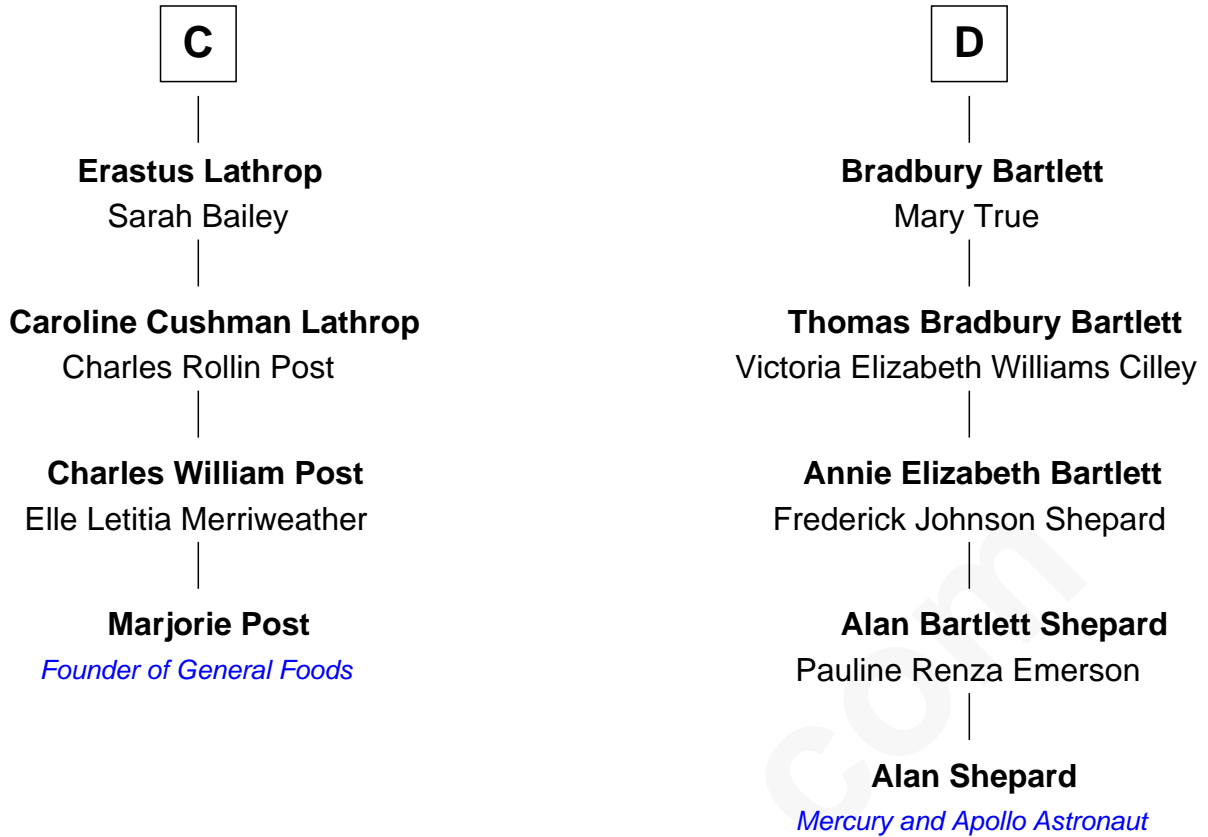 C
Erastus Lathrop
Sarah Bailey
Caroline Cushman Lathrop
Charles Rollin Post
Charles William Post
Elle Letitia Merriweather
Marjorie Post
Founder of General Foods
D
Bradbury Bartlett
Mary True
Thomas Bradbury Bartlett
Victoria Elizabeth Williams Cilley
Annie Elizabeth Bartlett
Frederick Johnson Shepard
Alan Bartlett Shepard
Pauline Renza Emerson
Alan Shepard
Mercury and Apollo Astronaut
com